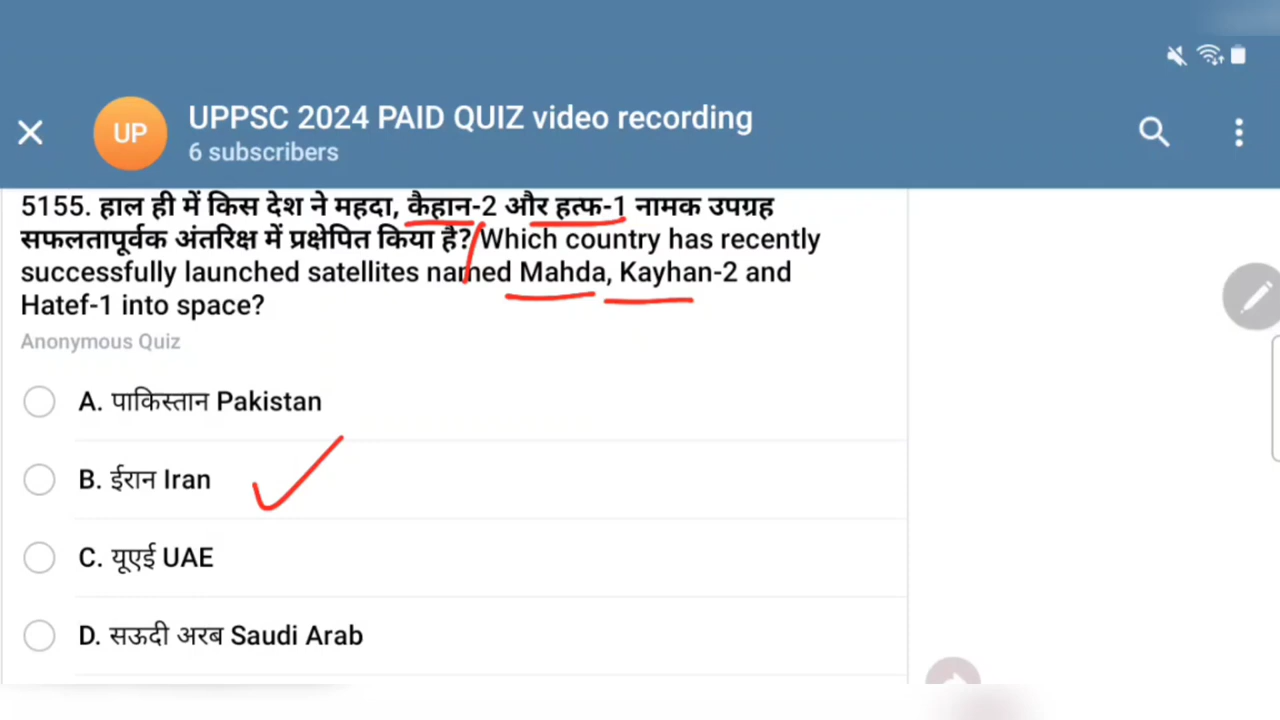 UP
UPPSC 2024 PAID QUIZ video recording
6 subscribers
5155. हाल ही में किस देश ने महदा, कैहान-2 और हत्फ-1 नामक उपग्रह
सफलतापूर्वक अंतरिक्ष में प्रक्षेपित किया है? Which country has recently
successfully launched satellites named Mahda, Kayhan-2 and
Hatef-1 into space?
Anonymous Quiz
A. पाकिस्तान Pakistan
B. ईरान Iran
C. यूएई UAE
D. सऊदी अरब Saudi Arab